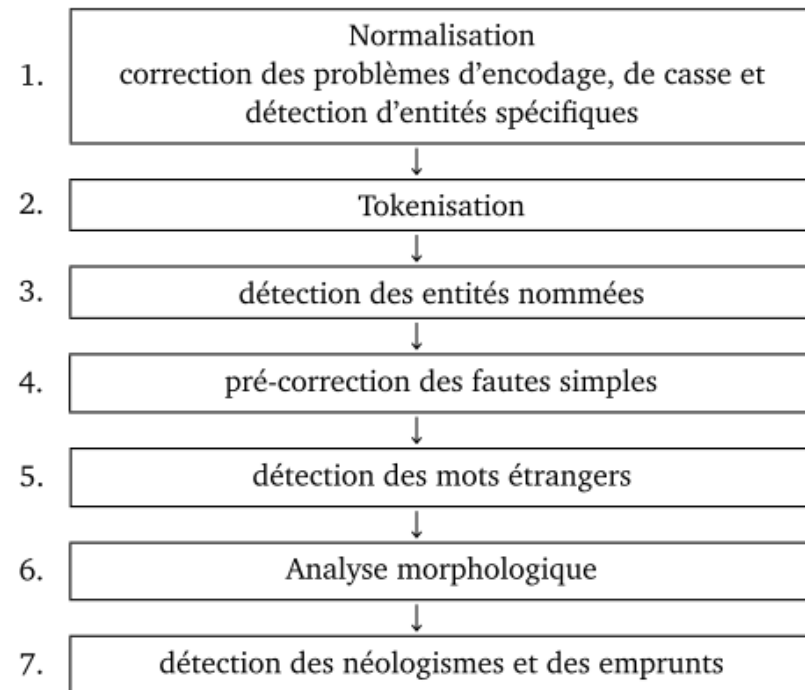 1.
Normalisation
correction des problèmes d'encodage, de casse et
détection d'entités spécifiques
↓
2. Tokenisation
↓
3. détection des entités nommées
↓
4. pré-correction des fautes simples
↓
5. détection des mots étrangers
↓
6. Analyse morphologique
↓
7. détection des néologismes et des emprunts